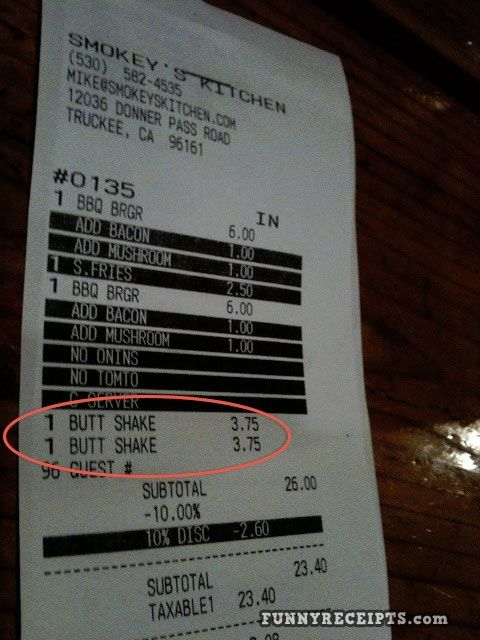 SMOKEY'S KITCHEN
(530) 582-4535
MIKE@SMOKEYSKITCHEN.COM
12036 DONNER PASS ROAD
TRUCKEE, CA 96161
#0135 IN
1 BBQ BRGR 6.00
ADD BACON 1.00
ADD MUSHROOM 1.00
1 S.FRIES 2.50
1 BBQ BRGR 6.00
ADD BACON 1.00
ADD MUSHROOM 1.00
NO ONINS
NO TOMTO
C SERVER
1 BUTT SHAKE 3.75
1 BUTT SHAKE 3.75
96 GUEST #
SUBTOTAL 26.00
-10.00%
10% DISC -2.60
SUBTOTAL 23.40
TAXABLE1 23.40
FUNNYRECEIPTS.com